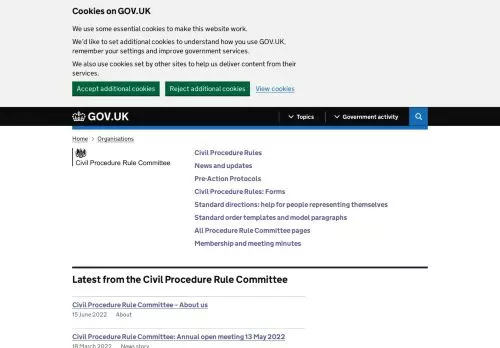 Cookies on GOV.UK
We use some essential cookies to make this website work.
We'd like to set additional cookies to understand how you use GOV.UK,
remember your settings and improve government services.
We also use cookies set by other sites to help us deliver content from their
services.
Accept additional cookies
Reject additional cookies
View cookies
GOV.UK
Topics
Government activity
Home > Organisations
Civil Procedure Rule Committee
Civil Procedure Rules
News and updates
Pre-Action Protocols
Civil Procedure Rules: Forms
Standard directions: help for people representing themselves
Standard order templates and model paragraphs
All Procedure Rule Committee pages
Membership and meeting minutes
Latest from the Civil Procedure Rule Committee
Civil Procedure Rule Committee – About us
15 June 2022 About
Civil Procedure Rule Committee: Annual open meeting 13 May 2022
18 March 2022 News story